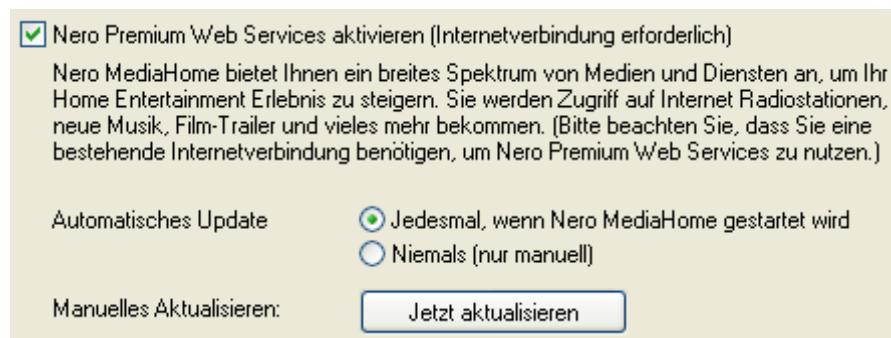 Nero Premium Web Services aktivieren (Internetverbindung erforderlich)
Nero MediaHome bietet Ihnen ein breites Spektrum von Medien und Diensten an, um Ihr
Home Entertainment Erlebnis zu steigern. Sie werden Zugriff auf Internet Radiostationen,
neue Musik, Film-Trailer und vieles mehr bekommen. (Bitte beachten Sie, dass Sie eine
bestehende Internetverbindung benötigen, um Nero Premium Web Services zu nutzen.)
Automatisches Update
Jedesmal, wenn Nero MediaHome gestartet wird
Niemals (nur manuell)
Manuelles Aktualisieren:
Jetzt aktualisieren